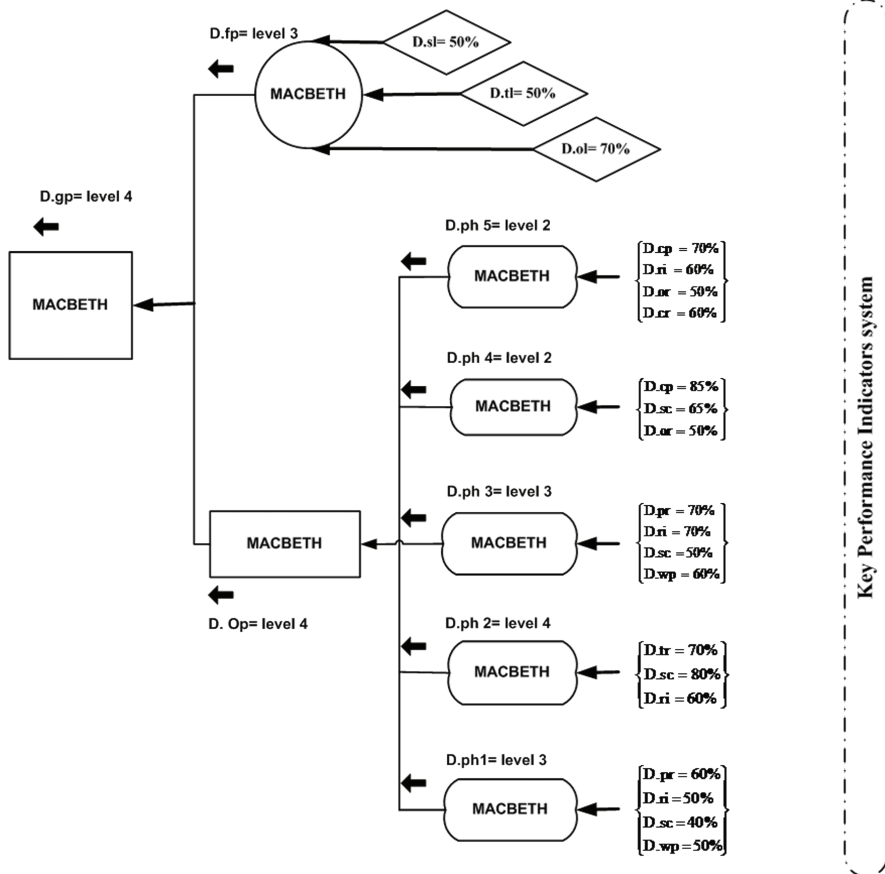 D.fp= level 3
D.sl= 50%
MACBETH
D.tl= 50%
D.ol= 70%
D.gp= level 4
MACBETH
D.ph 5= level 2
MACBETH
D.cp = 70%
D.ri = 60%
D.or = 50%
D.cr = 60%
D.ph 4= level 2
MACBETH
D.cp = 85%
D.sc = 65%
D.or = 50%
D.ph 3= level 3
MACBETH
D.pr = 70%
D.ri = 70%
D.sc = 50%
D.wp = 60%
MACBETH
D. Op= level 4
D.ph 2= level 4
MACBETH
D.tr = 70%
D.sc = 80%
D.ri = 60%
D.ph1= level 3
MACBETH
D.pr = 60%
D.ri = 50%
D.sc = 40%
D.wp = 50%
Key Performance Indicators system